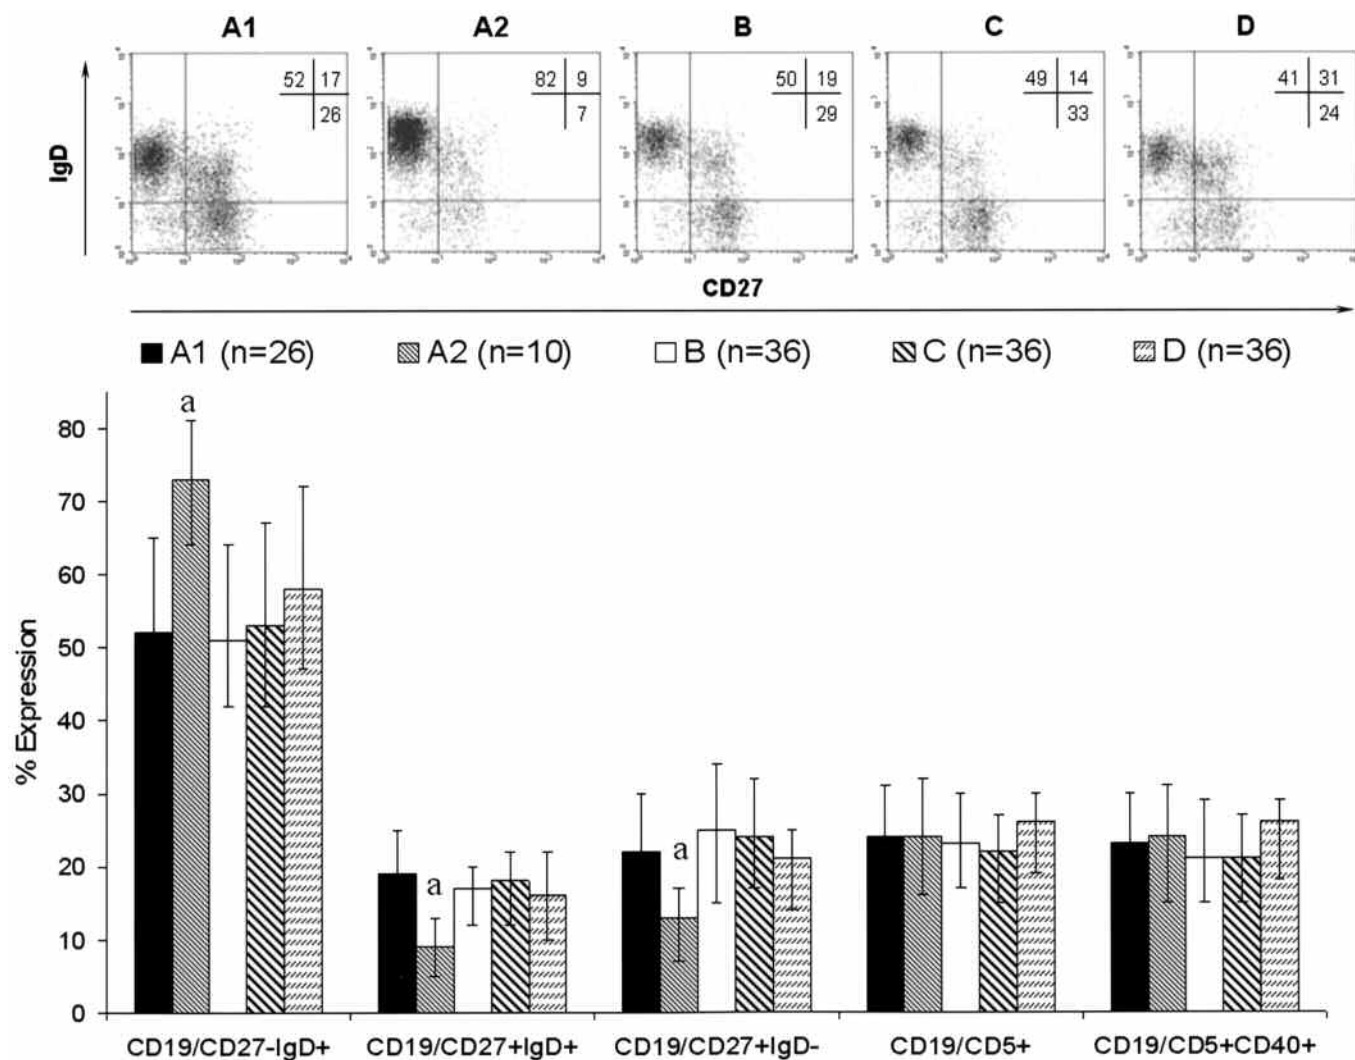 A1 A2 B C D
52 17 82 9 50 19 49 14 41 31
26 7 29 33 24
IgD
CD27
A1 (n=26) A2 (n=10) B (n=36) C (n=36) D (n=36)
% Expression
80
70
60
50
40
30
20
10
0
a
a
a
CD19/CD27-IgD+ CD19/CD27+IgD+ CD19/CD27+IgD- CD19/CD5+ CD19/CD5+CD40+